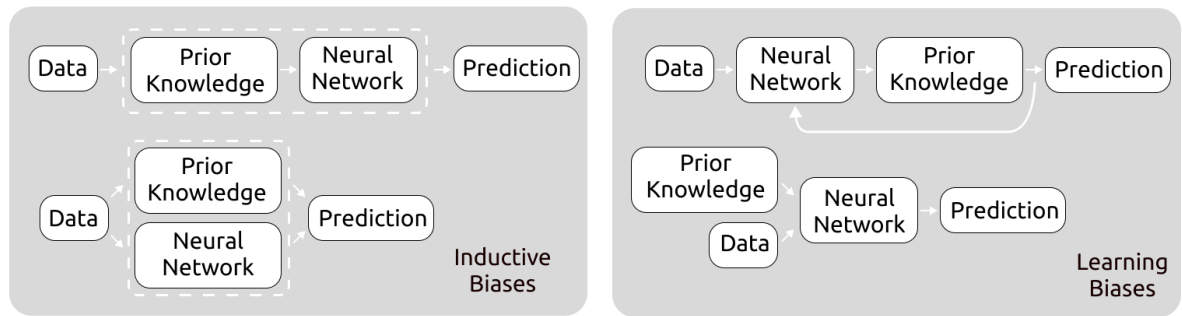 Data
Prior
Knowledge
Neural
Network
Prediction
Data
Prior
Knowledge
Neural
Network
Prediction
Inductive
Biases
Data
Neural
Network
Prior
Knowledge
Prediction
Prior
Knowledge
Data
Neural
Network
Prediction
Learning
Biases